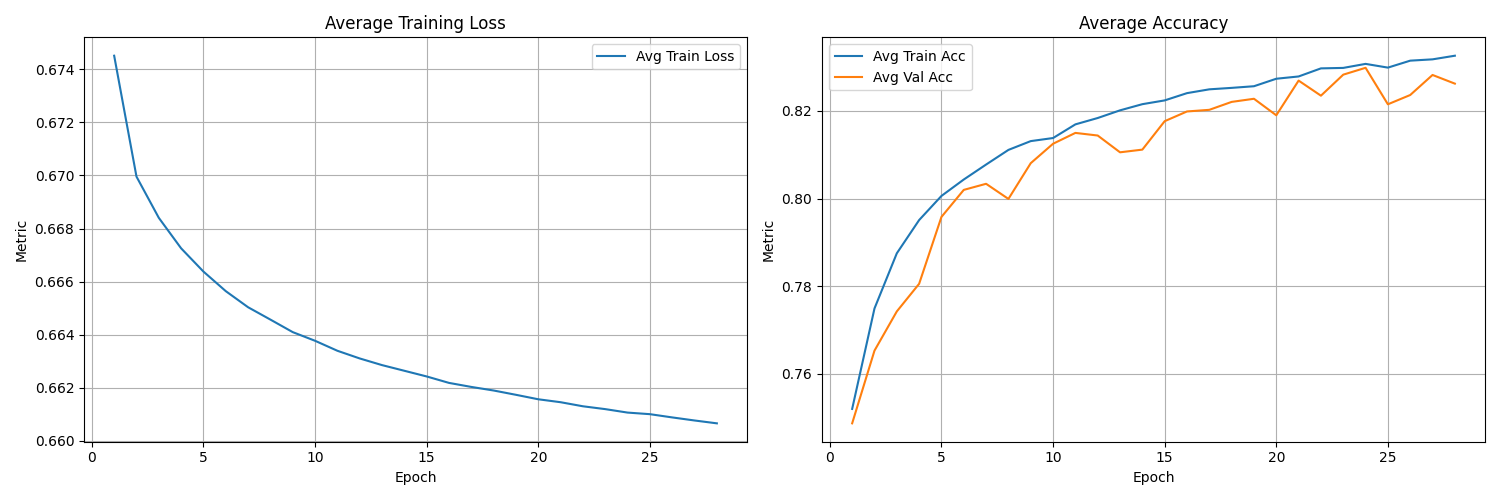 Average Training Loss
Avg Train Loss
0.674
0.672
0.670
0.668
0.666
0.664
0.662
0.660
Metric
0 5 10 15 20 25
Epoch
Average Accuracy
Avg Train Acc
Avg Val Acc
0.82
0.80
0.78
0.76
Metric
0 5 10 15 20 25
Epoch